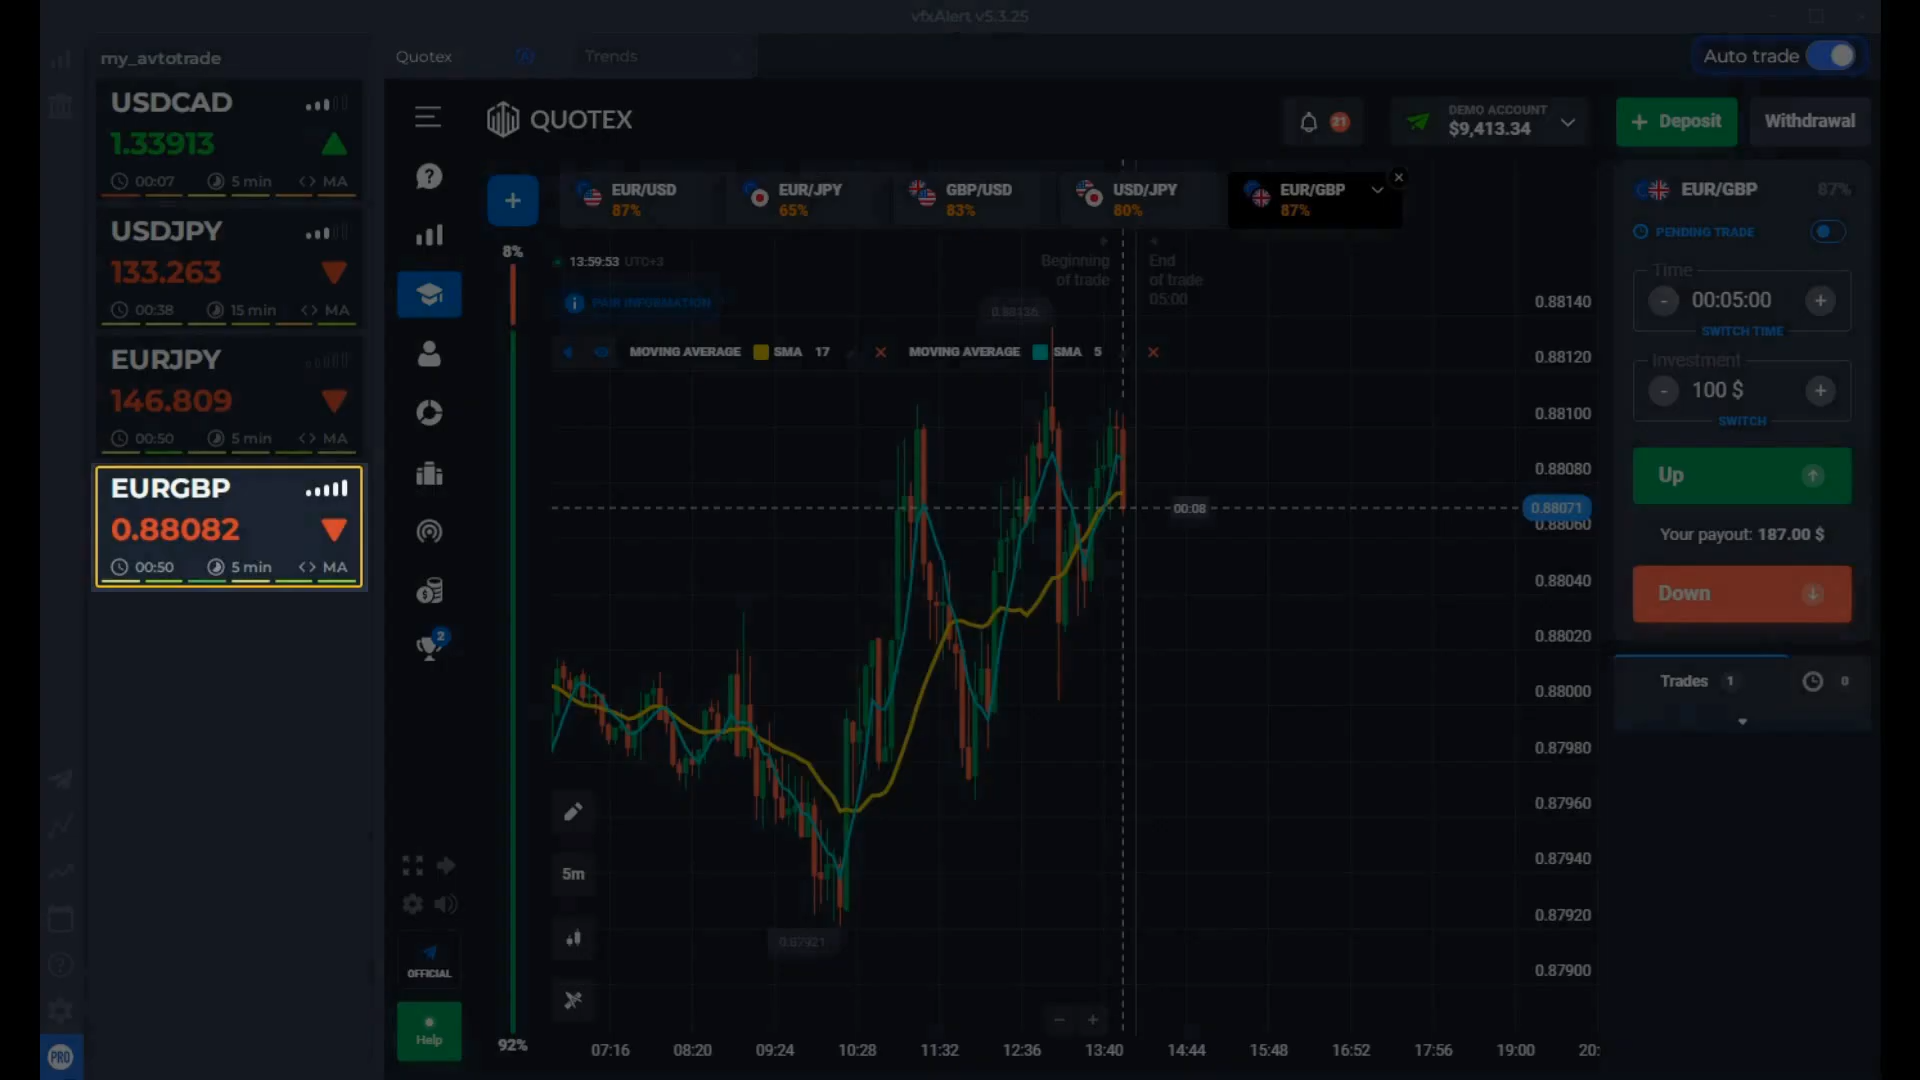 vfxAlert v5.3.25
my_avtotrade
Quotex
Trends
Auto trade
USDCAD
1.33913
00:07
5 min
<> MA
USDJPY
133.263
00:38
15 min
<> MA
EURJPY
146.809
00:50
5 min
<> MA
EURGBP
0.88082
00:50
5 min
<> MA
PRO
QUOTEX
21
DEMO ACCOUNT
$9,413.34
+ Deposit
Withdrawal
+
EUR/USD
87%
EUR/JPY
65%
GBP/USD
83%
USD/JPY
80%
EUR/GBP
87%
8%
13:59:53 UTC+3
PAIR INFORMATION
Beginning
of trade
End
of trade
05:00
0.88136
MOVING AVERAGE SMA 17
MOVING AVERAGE SMA 5
00:08
0.87921
5m
2
OFFICIAL
Help
92%
0.88140
0.88120
0.88100
0.88080
0.88071
0.88060
0.88040
0.88020
0.88000
0.87980
0.87960
0.87940
0.87920
0.87900
07:16
08:20
09:24
10:28
11:32
12:36
13:40
14:44
15:48
16:52
17:56
19:00
20:
EUR/GBP
87%
PENDING TRADE
Time
- 00:05:00 +
SWITCH TIME
Investment
- 100 $ +
SWITCH
Up
Your payout: 187.00 $
Down
Trades 1
0